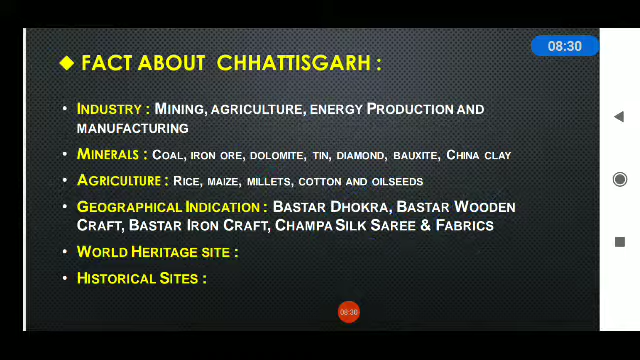 08:30
◆ FACT ABOUT CHHATTISGARH :
• INDUSTRY : MINING, AGRICULTURE, ENERGY PRODUCTION AND
MANUFACTURING
• MINERALS : COAL, IRON ORE, DOLOMITE, TIN, DIAMOND, BAUXITE, CHINA CLAY
• AGRICULTURE : RICE, MAIZE, MILLETS, COTTON AND OILSEEDS
• GEOGRAPHICAL INDICATION : BASTAR DHOKRA, BASTAR WOODEN
CRAFT, BASTAR IRON CRAFT, CHAMPA SILK SAREE & FABRICS
• WORLD HERITAGE SITE :
• HISTORICAL SITES :
08:30